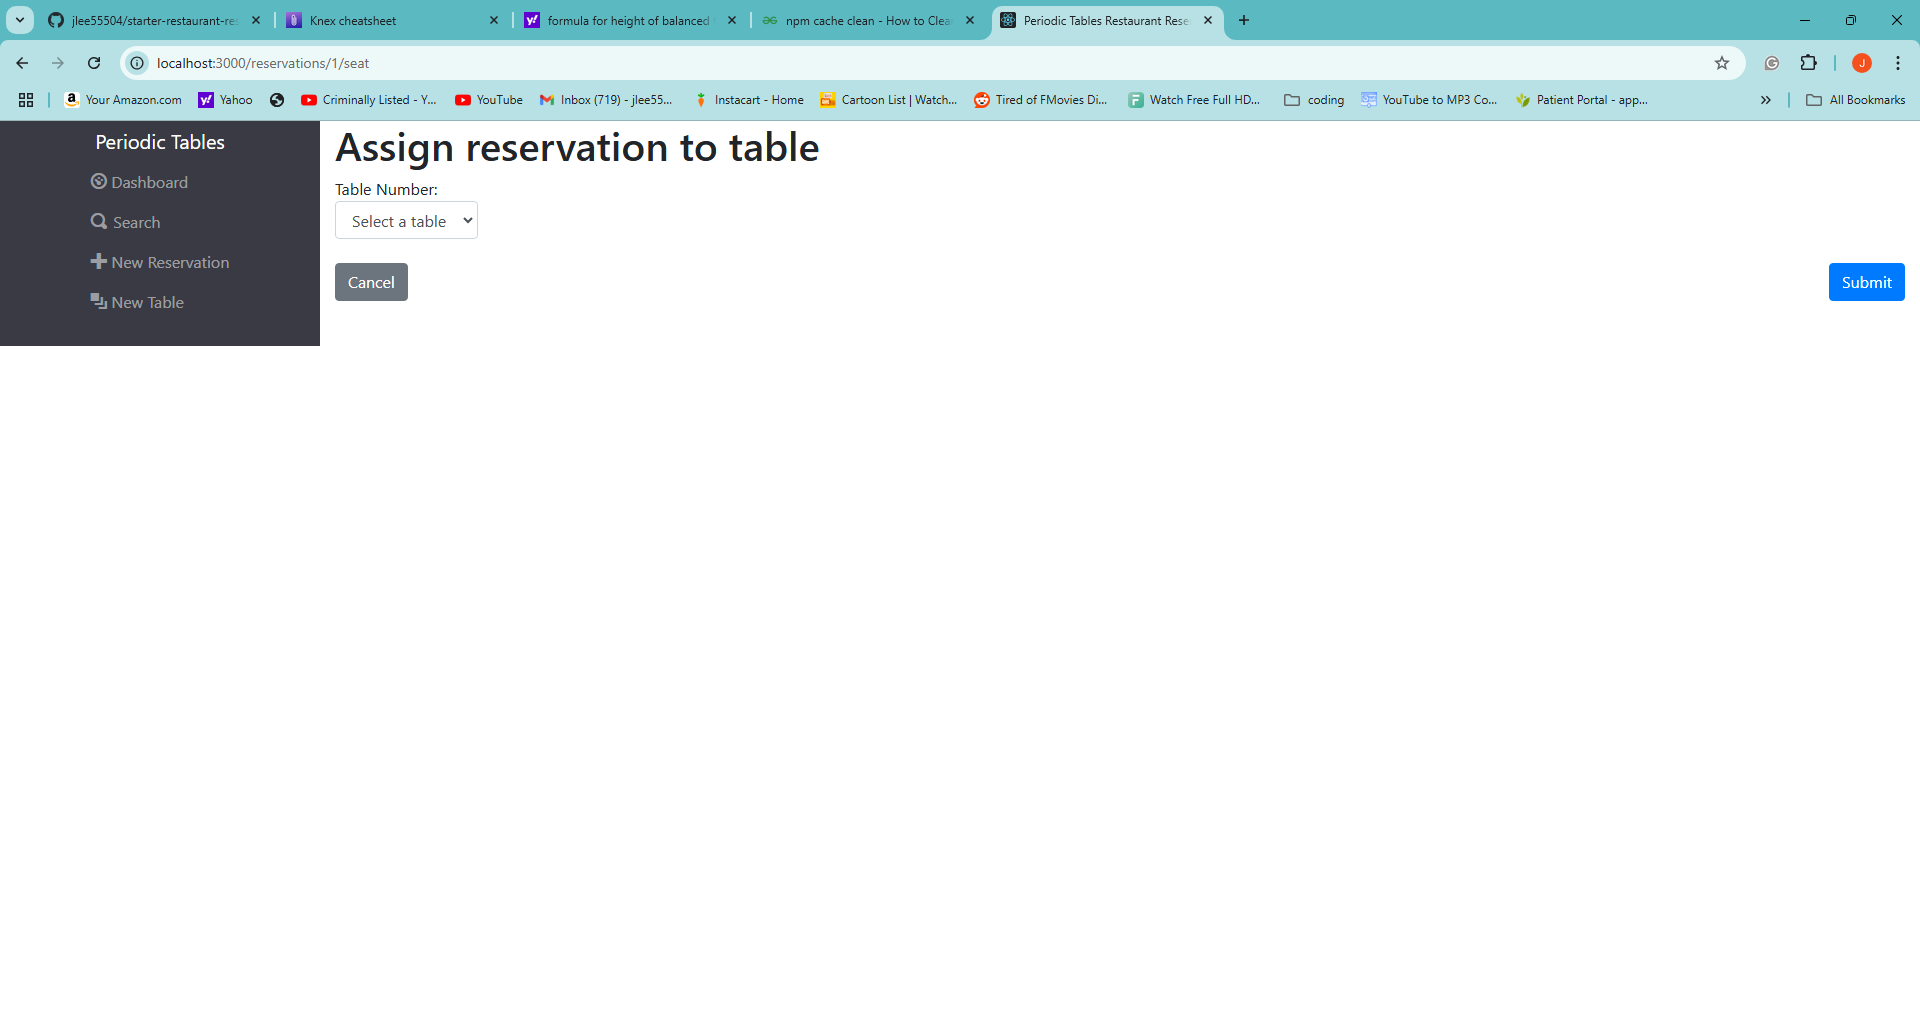 jlee55504/starter-restaurant-res
Knex cheatsheet
formula for height of balanced
npm cache clean - How to Clea
Periodic Tables Restaurant Rese
localhost:3000/reservations/1/seat
J
Your Amazon.com
Yahoo
Criminally Listed - Y...
YouTube
Inbox (719) - jlee55...
Instacart - Home
Cartoon List | Watch...
Tired of FMovies Di...
Watch Free Full HD...
coding
YouTube to MP3 Co...
Patient Portal - app...
All Bookmarks
Periodic Tables
Dashboard
Search
New Reservation
New Table
Assign reservation to table
Table Number:
Select a table
Cancel
Submit